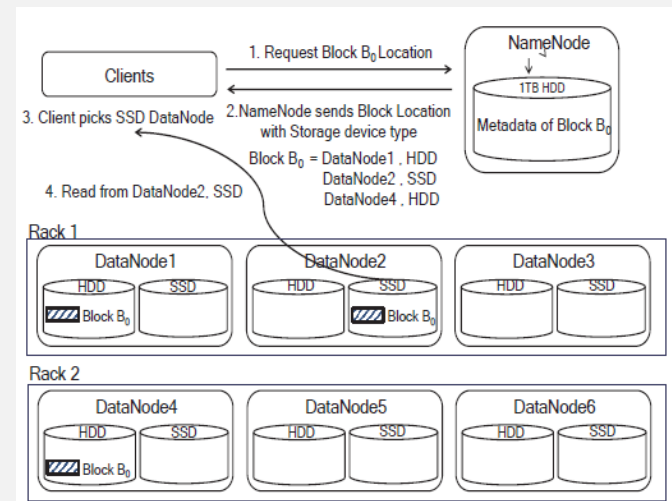 Clients
1. Request Block B₀ Location
NameNode
1TB HDD
Metadata of Block B₀
3. Client picks SSD DataNode
2.NameNode sends Block Location
with Storage device type
Block B₀ = DataNode1 , HDD
DataNode2 , SSD
DataNode4 , HDD
4. Read from DataNode2, SSD
Rack 1
DataNode1
HDD
SSD
Block B₀
DataNode2
HDD
SSD
Block B₀
DataNode3
HDD
SSD
Rack 2
DataNode4
HDD
SSD
Block B₀
DataNode5
HDD
SSD
DataNode6
HDD
SSD